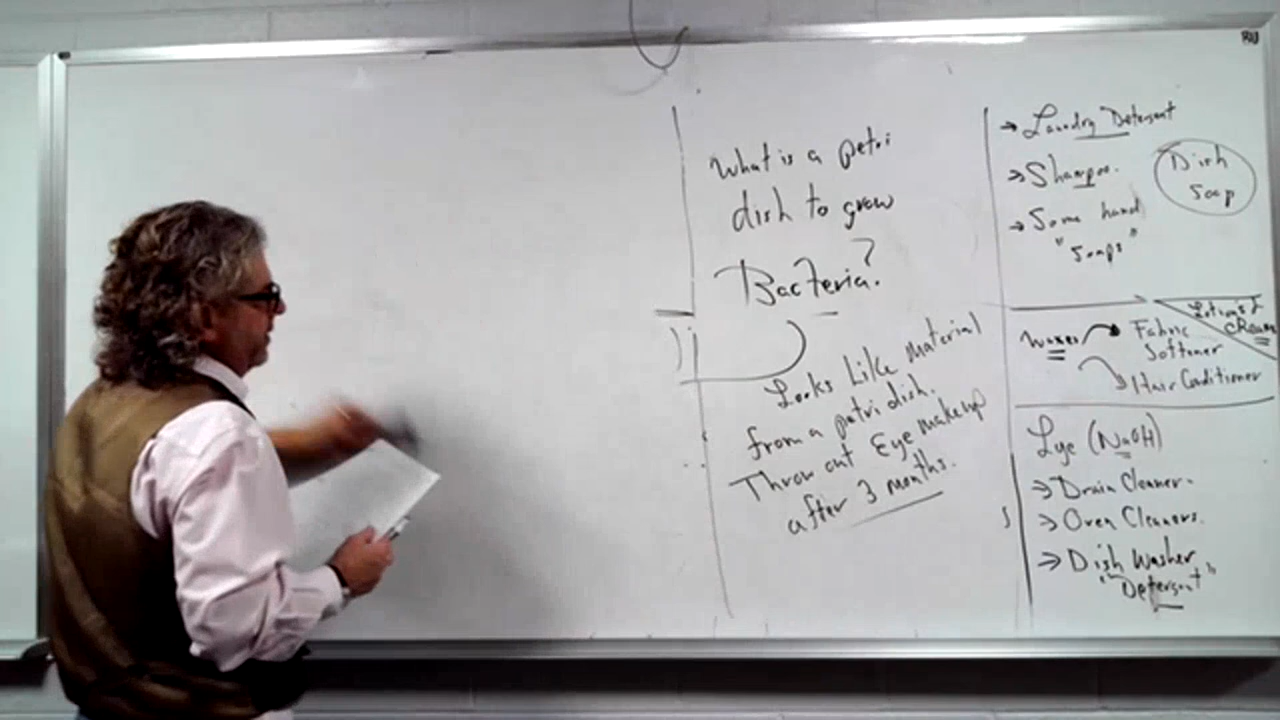 What is a petri
dish to grow
Bacteria?
Looks Like material
from a patri dish.
Throw out Eye makeup
after 3 months.
RU
→ Laundry Detergent
→ Shampoo.
→ Some hand
"soaps"
Dish
Soap
Lotions &
CReams
Waxes → Fabric
Softener
Hair Conditioner
Lye (NaOH)
→ Drain Cleaner.
→ Oven Cleaners.
→ Dish Washer
"Detergent"